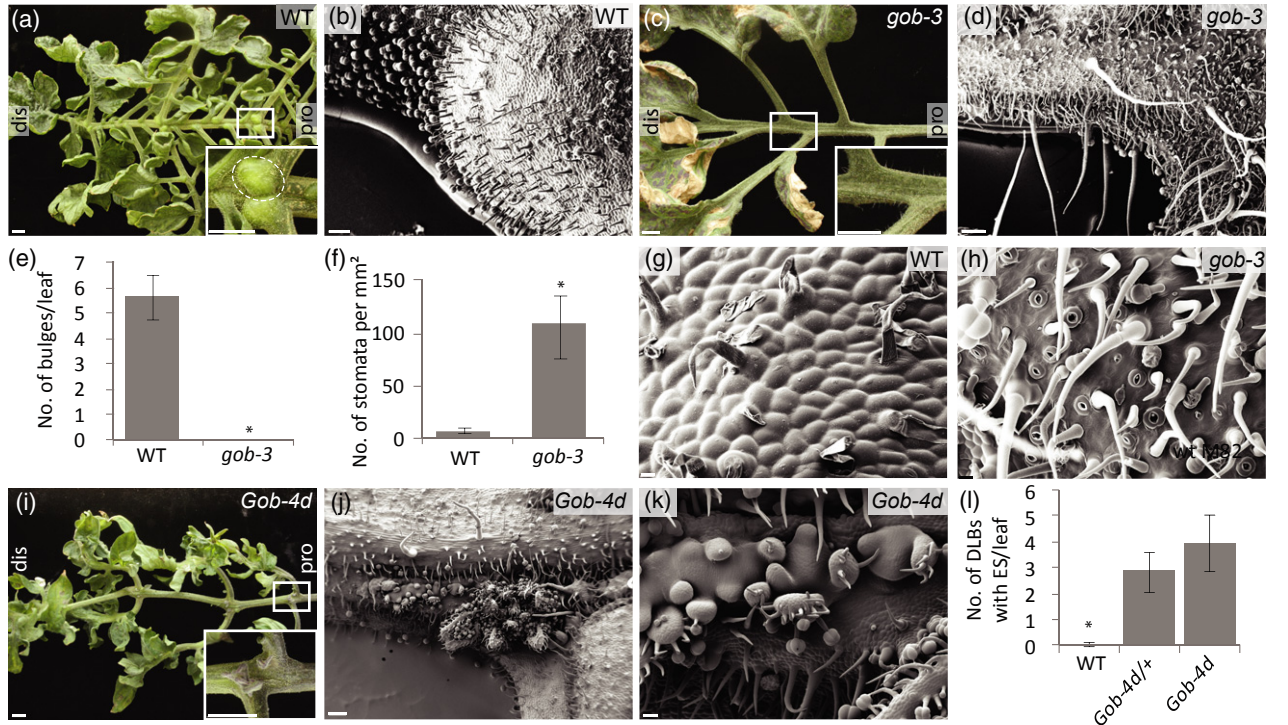 (a) WT
dis
pro
(b) WT
(c) gob-3
dis
pro
(d) gob-3
(e)
No. of bulges/leaf
7
6
5
4
3
2
1
0
*
WT gob-3
(f)
No. of stomata per mm²
150
100
50
0
*
WT gob-3
(g) WT
(h) gob-3
wt M82
(i) Gob-4d
dis
pro
(j) Gob-4d
(k) Gob-4d
(l)
No. of DLBs
with ES/leaf
6
5
4
3
2
1
0
*
WT
Gob-4d/+
Gob-4d